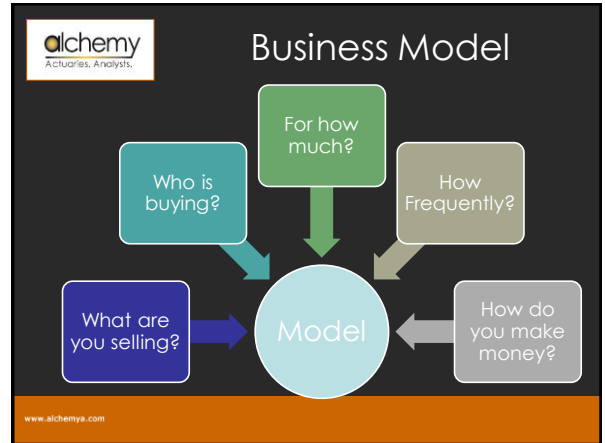 alchemy
Actuaries. Analysts.
Business Model
For how
much?
Who is
buying?
How
Frequently?
What are
you selling?
Model
How do
you make
money?
www.alchemya.com